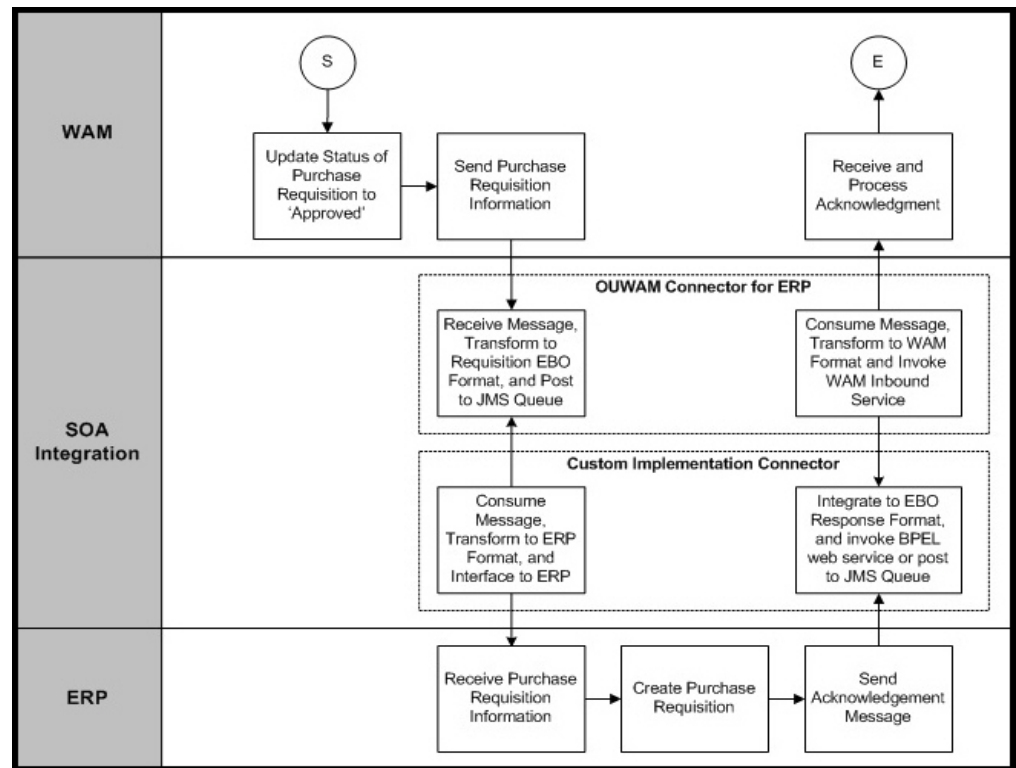 S
E
WAM
Update Status of
Purchase
Requisition to
‘Approved’
Send Purchase
Requisition
Information
Receive and
Process
Acknowledgment
SOA
Integration
OUWAM Connector for ERP
Receive Message,
Transform to
Requisition EBO
Format, and Post
to JMS Queue
Consume Message,
Transform to WAM
Format and Invoke
WAM Inbound
Service
Custom Implementation Connector
Consume
Message,
Transform to ERP
Format, and
Interface to ERP
Integrate to EBO
Response Format,
and invoke BPEL
web service or post
to JMS Queue
ERP
Receive Purchase
Requisition
Information
Create Purchase
Requisition
Send
Acknowledgement
Message